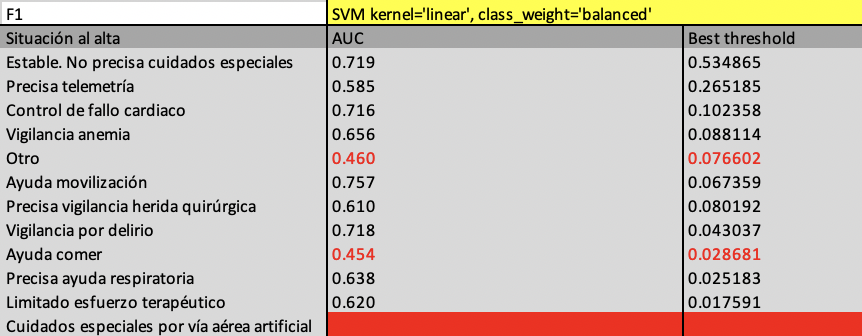 F1 SVM kernel='linear', class_weight='balanced'
Situación al alta AUC Best threshold
Estable. No precisa cuidados especiales 0.719 0.534865
Precisa telemetría 0.585 0.265185
Control de fallo cardiaco 0.716 0.102358
Vigilancia anemia 0.656 0.088114
Otro 0.460 0.076602
Ayuda movilización 0.757 0.067359
Precisa vigilancia herida quirúrgica 0.610 0.080192
Vigilancia por delirio 0.718 0.043037
Ayuda comer 0.454 0.028681
Precisa ayuda respiratoria 0.638 0.025183
Limitado esfuerzo terapéutico 0.620 0.017591
Cuidados especiales por vía aérea artificial